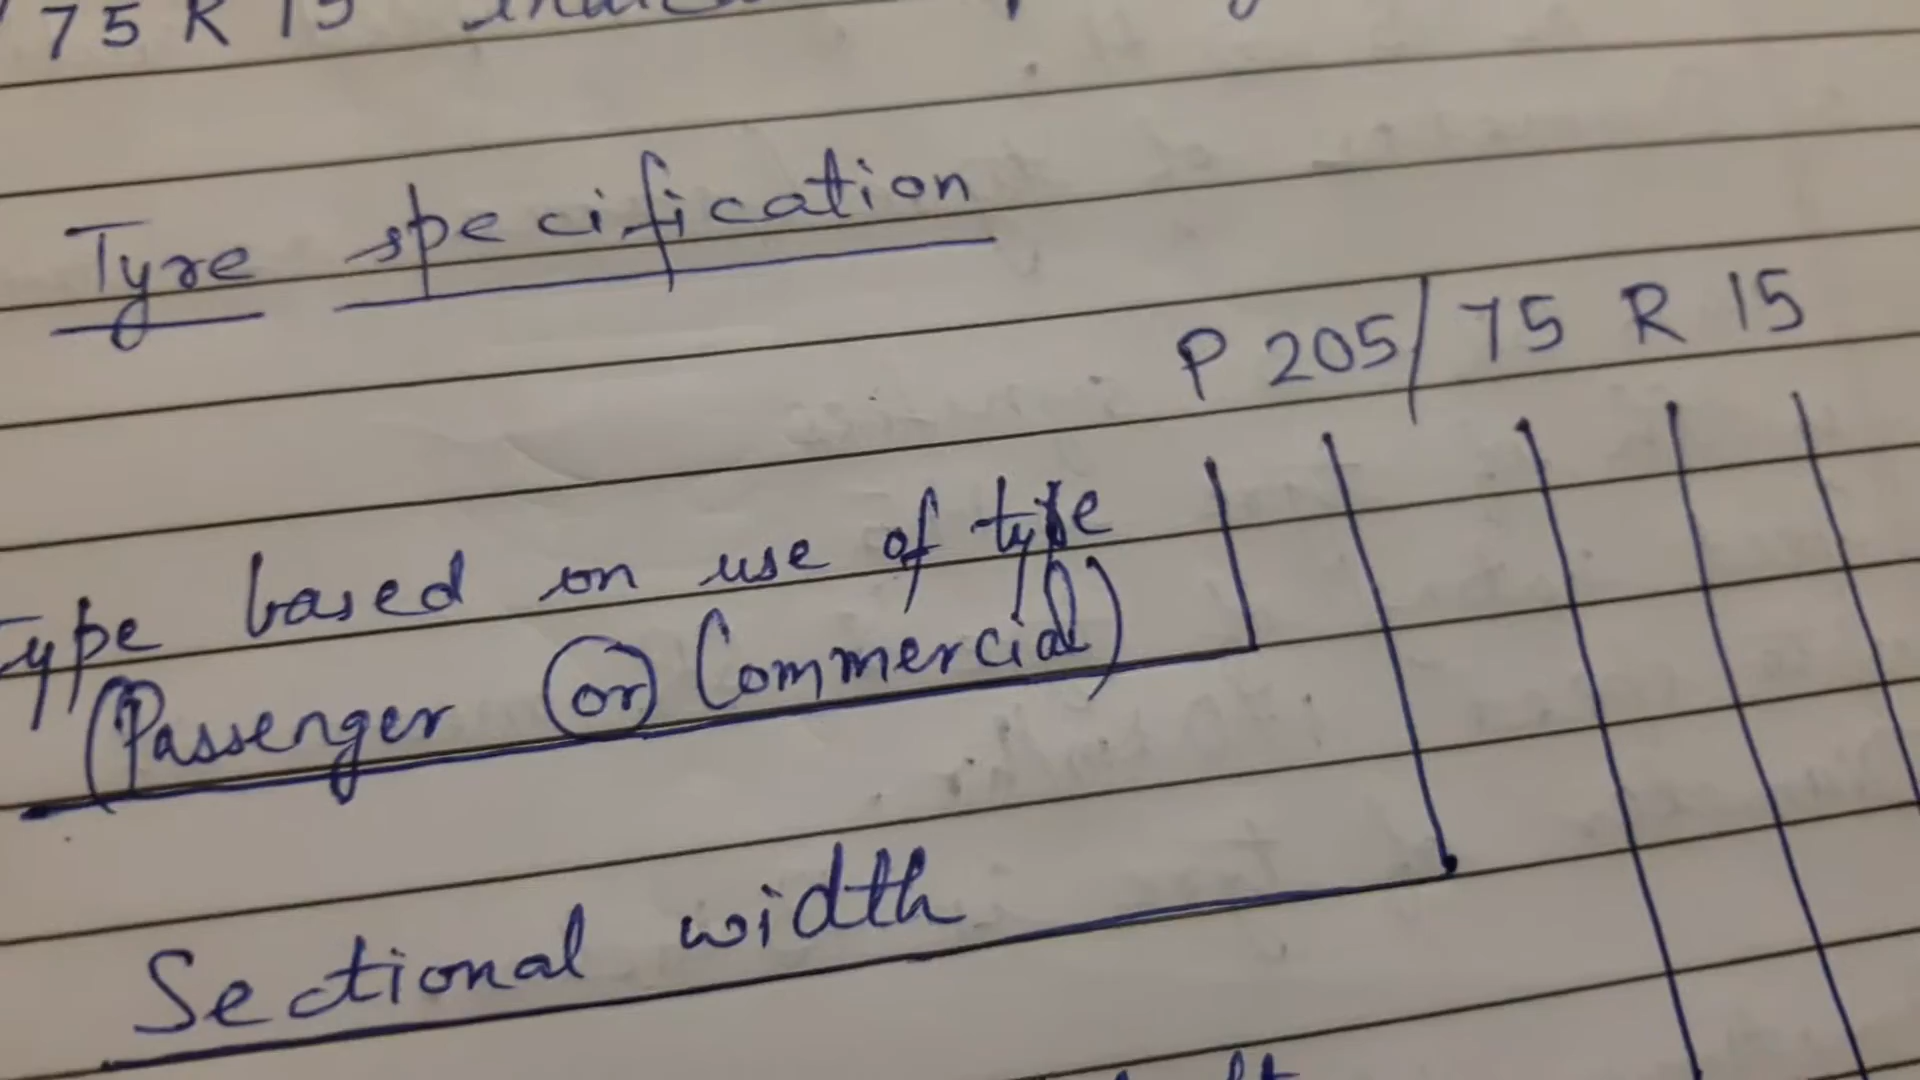 75 R 15
Tyre specification
P 205/75 R 15
Type based on use of tyre
(Passenger or Commercial)
Sectional width